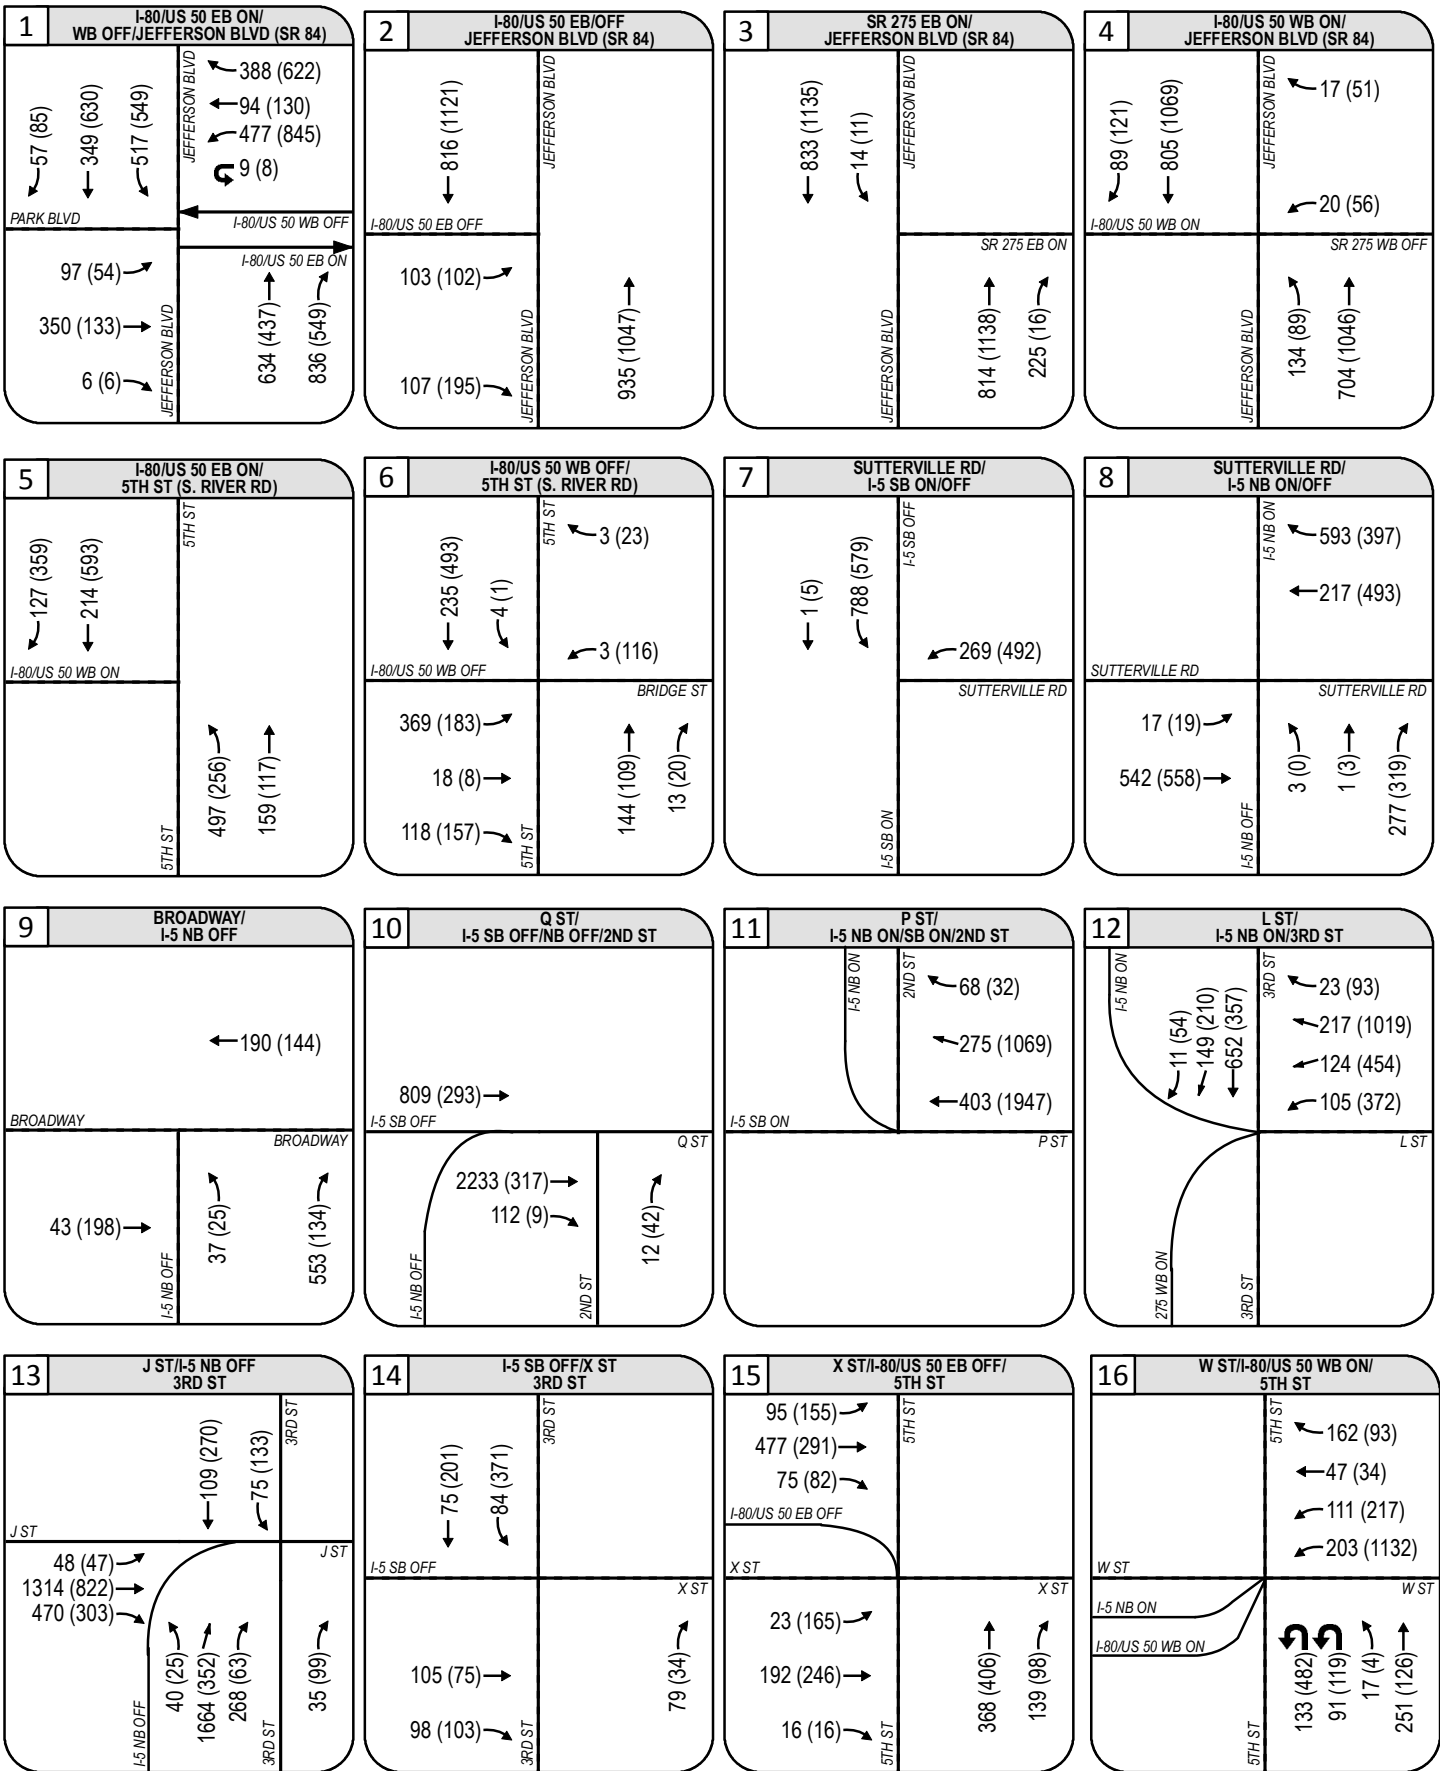 1
I-80/US 50 EB ON/
WB OFF/JEFFERSON BLVD (SR 84)
57 (85)
349 (630)
517 (549)
JEFFERSON BLVD
388 (622)
94 (130)
477 (845)
9 (8)
PARK BLVD
I-80/US 50 WB OFF
I-80/US 50 EB ON
97 (54)
350 (133)
6 (6)
JEFFERSON BLVD
634 (437)
836 (549)
2
I-80/US 50 EB/OFF
JEFFERSON BLVD (SR 84)
816 (1121)
JEFFERSON BLVD
I-80/US 50 EB OFF
103 (102)
107 (195)
JEFFERSON BLVD
935 (1047)
3
SR 275 EB ON/
JEFFERSON BLVD (SR 84)
833 (1135)
14 (11)
JEFFERSON BLVD
SR 275 EB ON
JEFFERSON BLVD
814 (1138)
225 (16)
4
I-80/US 50 WB ON/
JEFFERSON BLVD (SR 84)
89 (121)
805 (1069)
JEFFERSON BLVD
17 (51)
20 (56)
I-80/US 50 WB ON
SR 275 WB OFF
JEFFERSON BLVD
134 (89)
704 (1046)
5
I-80/US 50 EB ON/
5TH ST (S. RIVER RD)
127 (359)
214 (593)
5TH ST
I-80/US 50 WB ON
5TH ST
497 (256)
159 (117)
6
I-80/US 50 WB OFF/
5TH ST (S. RIVER RD)
235 (493)
4 (1)
5TH ST
3 (23)
3 (116)
I-80/US 50 WB OFF
BRIDGE ST
369 (183)
18 (8)
118 (157)
5TH ST
144 (109)
13 (20)
7
SUTTERVILLE RD/
I-5 SB ON/OFF
1 (5)
788 (579)
I-5 SB OFF
269 (492)
SUTTERVILLE RD
I-5 SB ON
8
SUTTERVILLE RD/
I-5 NB ON/OFF
I-5 NB ON
593 (397)
217 (493)
SUTTERVILLE RD
SUTTERVILLE RD
17 (19)
542 (558)
I-5 NB OFF
3 (0)
1 (3)
277 (319)
9
BROADWAY/
I-5 NB OFF
190 (144)
BROADWAY
BROADWAY
43 (198)
I-5 NB OFF
37 (25)
553 (134)
10
Q ST/
I-5 SB OFF/NB OFF/2ND ST
809 (293)
I-5 SB OFF
Q ST
2233 (317)
112 (9)
I-5 NB OFF
2ND ST
12 (42)
11
P ST/
I-5 NB ON/SB ON/2ND ST
I-5 NB ON
2ND ST
68 (32)
275 (1069)
403 (1947)
I-5 SB ON
P ST
12
L ST/
I-5 NB ON/3RD ST
I-5 NB ON
11 (54)
149 (210)
652 (357)
3RD ST
23 (93)
217 (1019)
124 (454)
105 (372)
L ST
275 WB ON
3RD ST
13
J ST/I-5 NB OFF
3RD ST
109 (270)
75 (133)
3RD ST
J ST
J ST
48 (47)
1314 (822)
470 (303)
I-5 NB OFF
40 (25)
1664 (352)
268 (63)
3RD ST
35 (99)
14
I-5 SB OFF/X ST
3RD ST
75 (201)
84 (371)
3RD ST
I-5 SB OFF
X ST
105 (75)
98 (103)
3RD ST
79 (34)
15
X ST/I-80/US 50 EB OFF/
5TH ST
95 (155)
477 (291)
75 (82)
5TH ST
I-80/US 50 EB OFF
X ST
X ST
23 (165)
192 (246)
16 (16)
5TH ST
368 (406)
139 (98)
16
W ST/I-80/US 50 WB ON/
5TH ST
5TH ST
162 (93)
47 (34)
111 (217)
203 (1132)
W ST
W ST
I-5 NB ON
I-80/US 50 WB ON
5TH ST
133 (482)
91 (119)
17 (4)
251 (126)